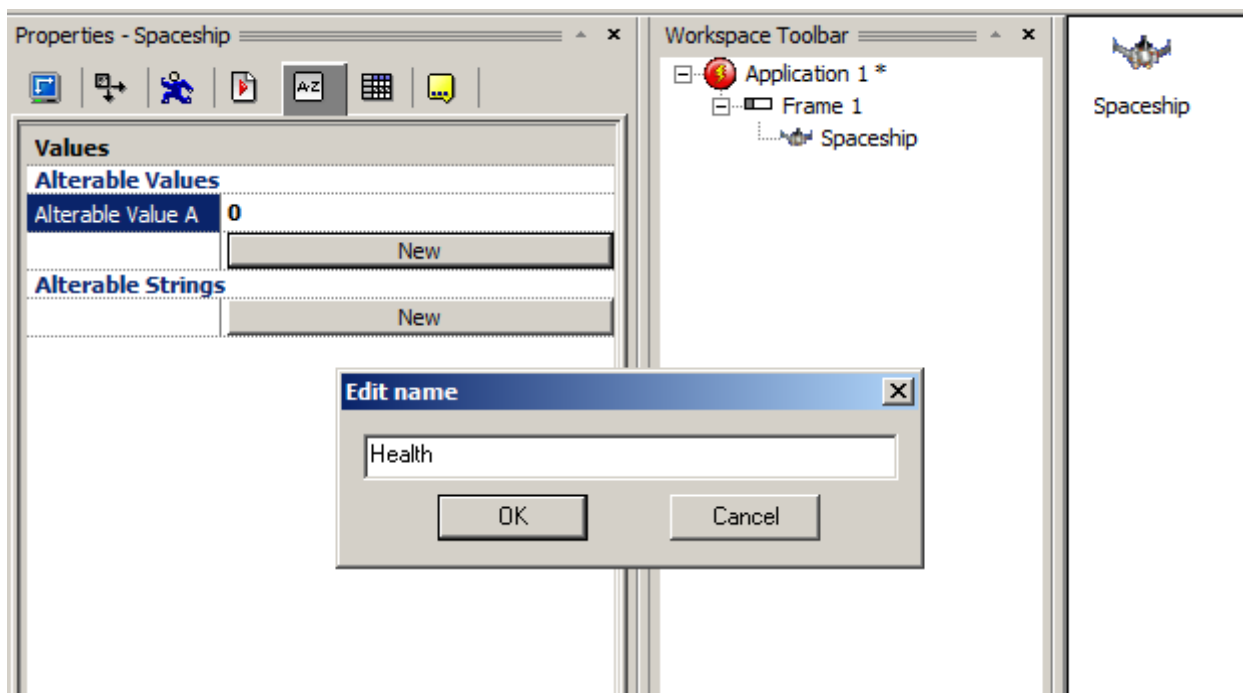 Properties - Spaceship
Values
Alterable Values
Alterable Value A 0
New
Alterable Strings
New
Workspace Toolbar
Application 1 *
Frame 1
Spaceship
Spaceship
Edit name
Health
OK Cancel
A-Z